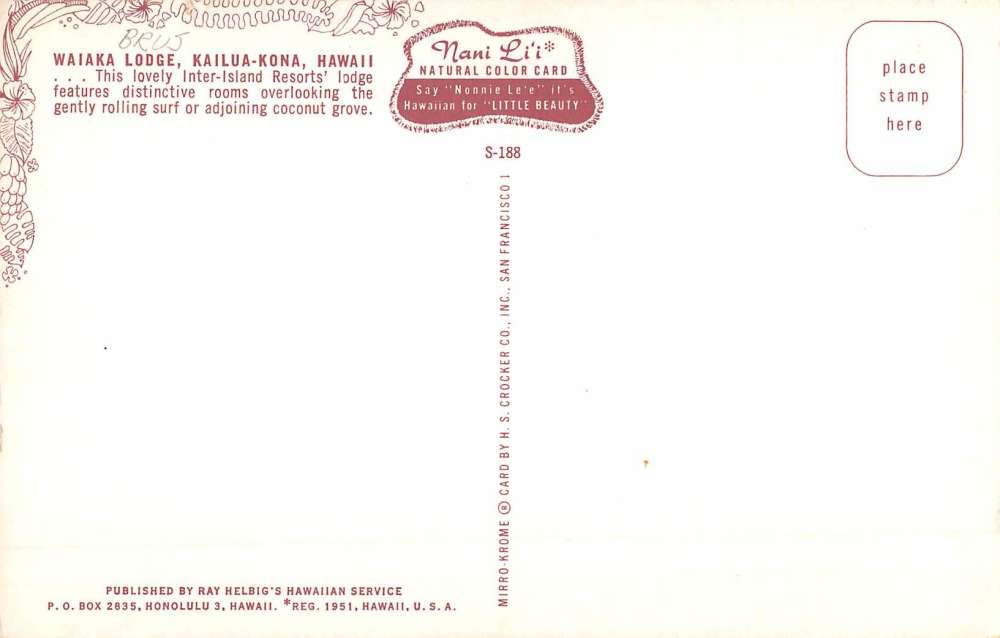 BRUS
WAIAKA LODGE, KAILUA-KONA, HAWAII
. . . This lovely Inter-Island Resorts' lodge
features distinctive rooms overlooking the
gently rolling surf or adjoining coconut grove.
Nani Li'i*
NATURAL COLOR CARD
Say "Nonnie Le'e" it's
Hawaiian for "LITTLE BEAUTY"
S-188
place
stamp
here
MIRRO-KROME ® CARD BY H. S. CROCKER CO., INC., SAN FRANCISCO 1
PUBLISHED BY RAY HELBIG'S HAWAIIAN SERVICE
P. O. BOX 2835, HONOLULU 3, HAWAII. *REG. 1951, HAWAII, U. S. A.